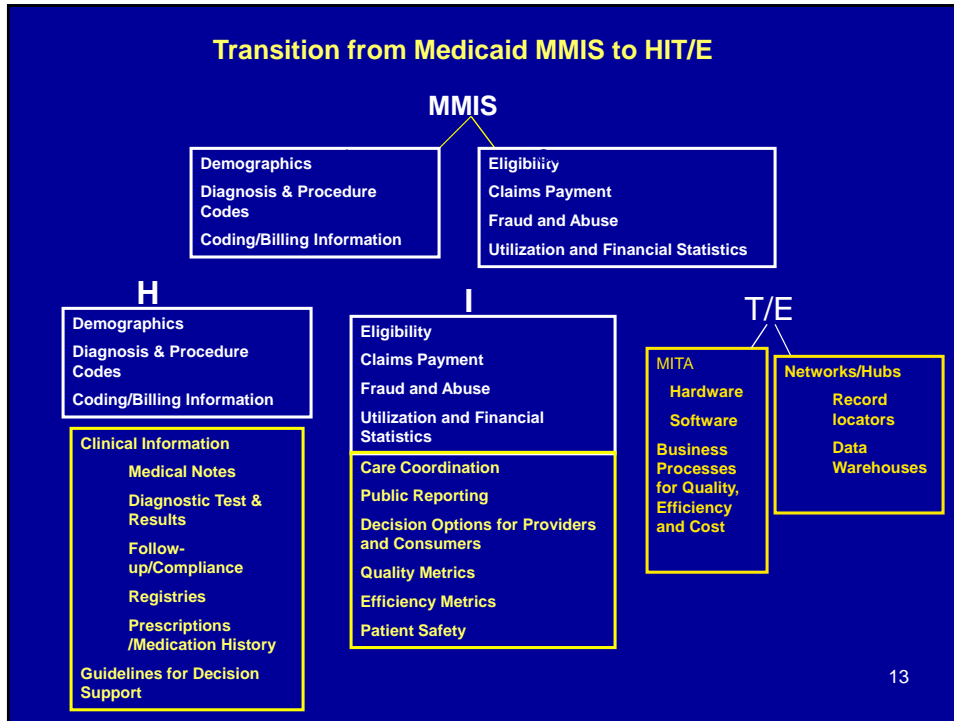 Transition from Medicaid MMIS to HIT/E
MMIS
Demographics
Diagnosis & Procedure
Codes
Coding/Billing Information
Eligibility
Claims Payment
Fraud and Abuse
Utilization and Financial Statistics
H
Demographics
Diagnosis & Procedure
Codes
Coding/Billing Information
Clinical Information
Medical Notes
Diagnostic Test &
Results
Follow-
up/Compliance
Registries
Prescriptions
/Medication History
Guidelines for Decision
Support
I
Eligibility
Claims Payment
Fraud and Abuse
Utilization and Financial
Statistics
Care Coordination
Public Reporting
Decision Options for Providers
and Consumers
Quality Metrics
Efficiency Metrics
Patient Safety
T/E
MITA
Hardware
Software
Business
Processes
for Quality,
Efficiency
and Cost
Networks/Hubs
Record
locators
Data
Warehouses
13